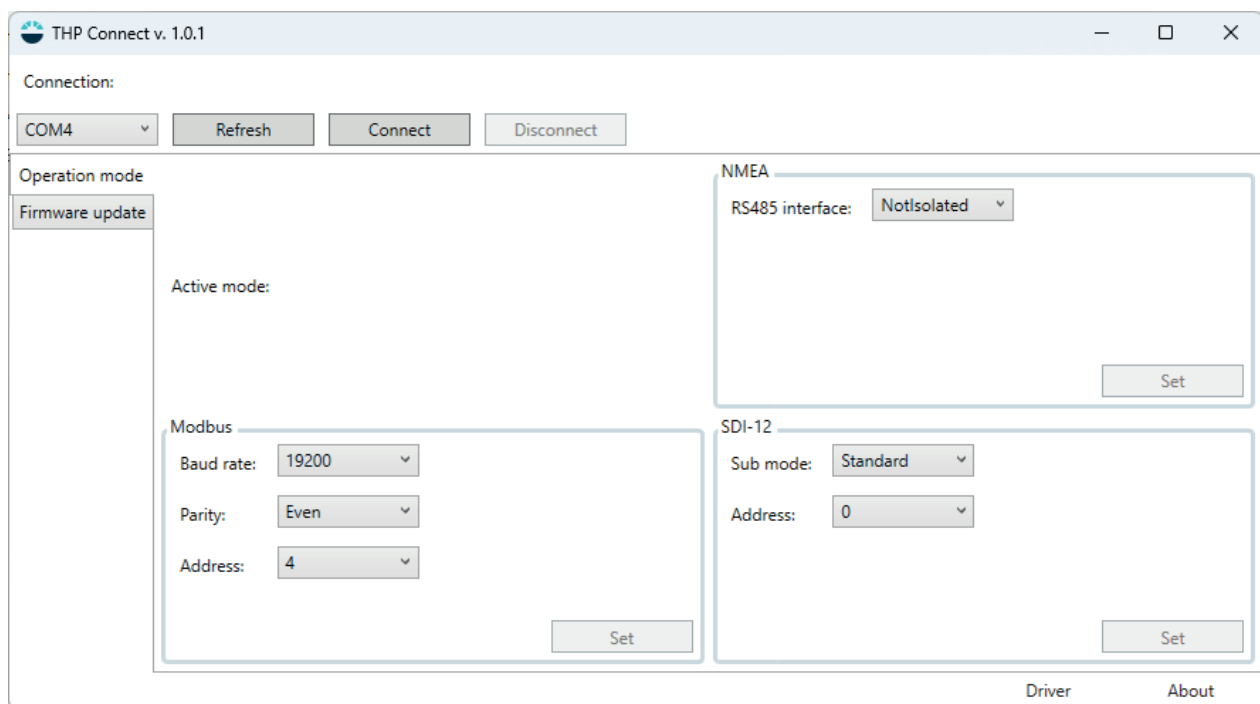 THP Connect v. 1.0.1
Connection:
COM4 Refresh Connect Disconnect
Operation mode
Firmware update
Active mode:
NMEA
RS485 interface: NotIsolated
Set
Modbus
Baud rate: 19200
Parity: Even
Address: 4
Set
SDI-12
Sub mode: Standard
Address: 0
Set
Driver About